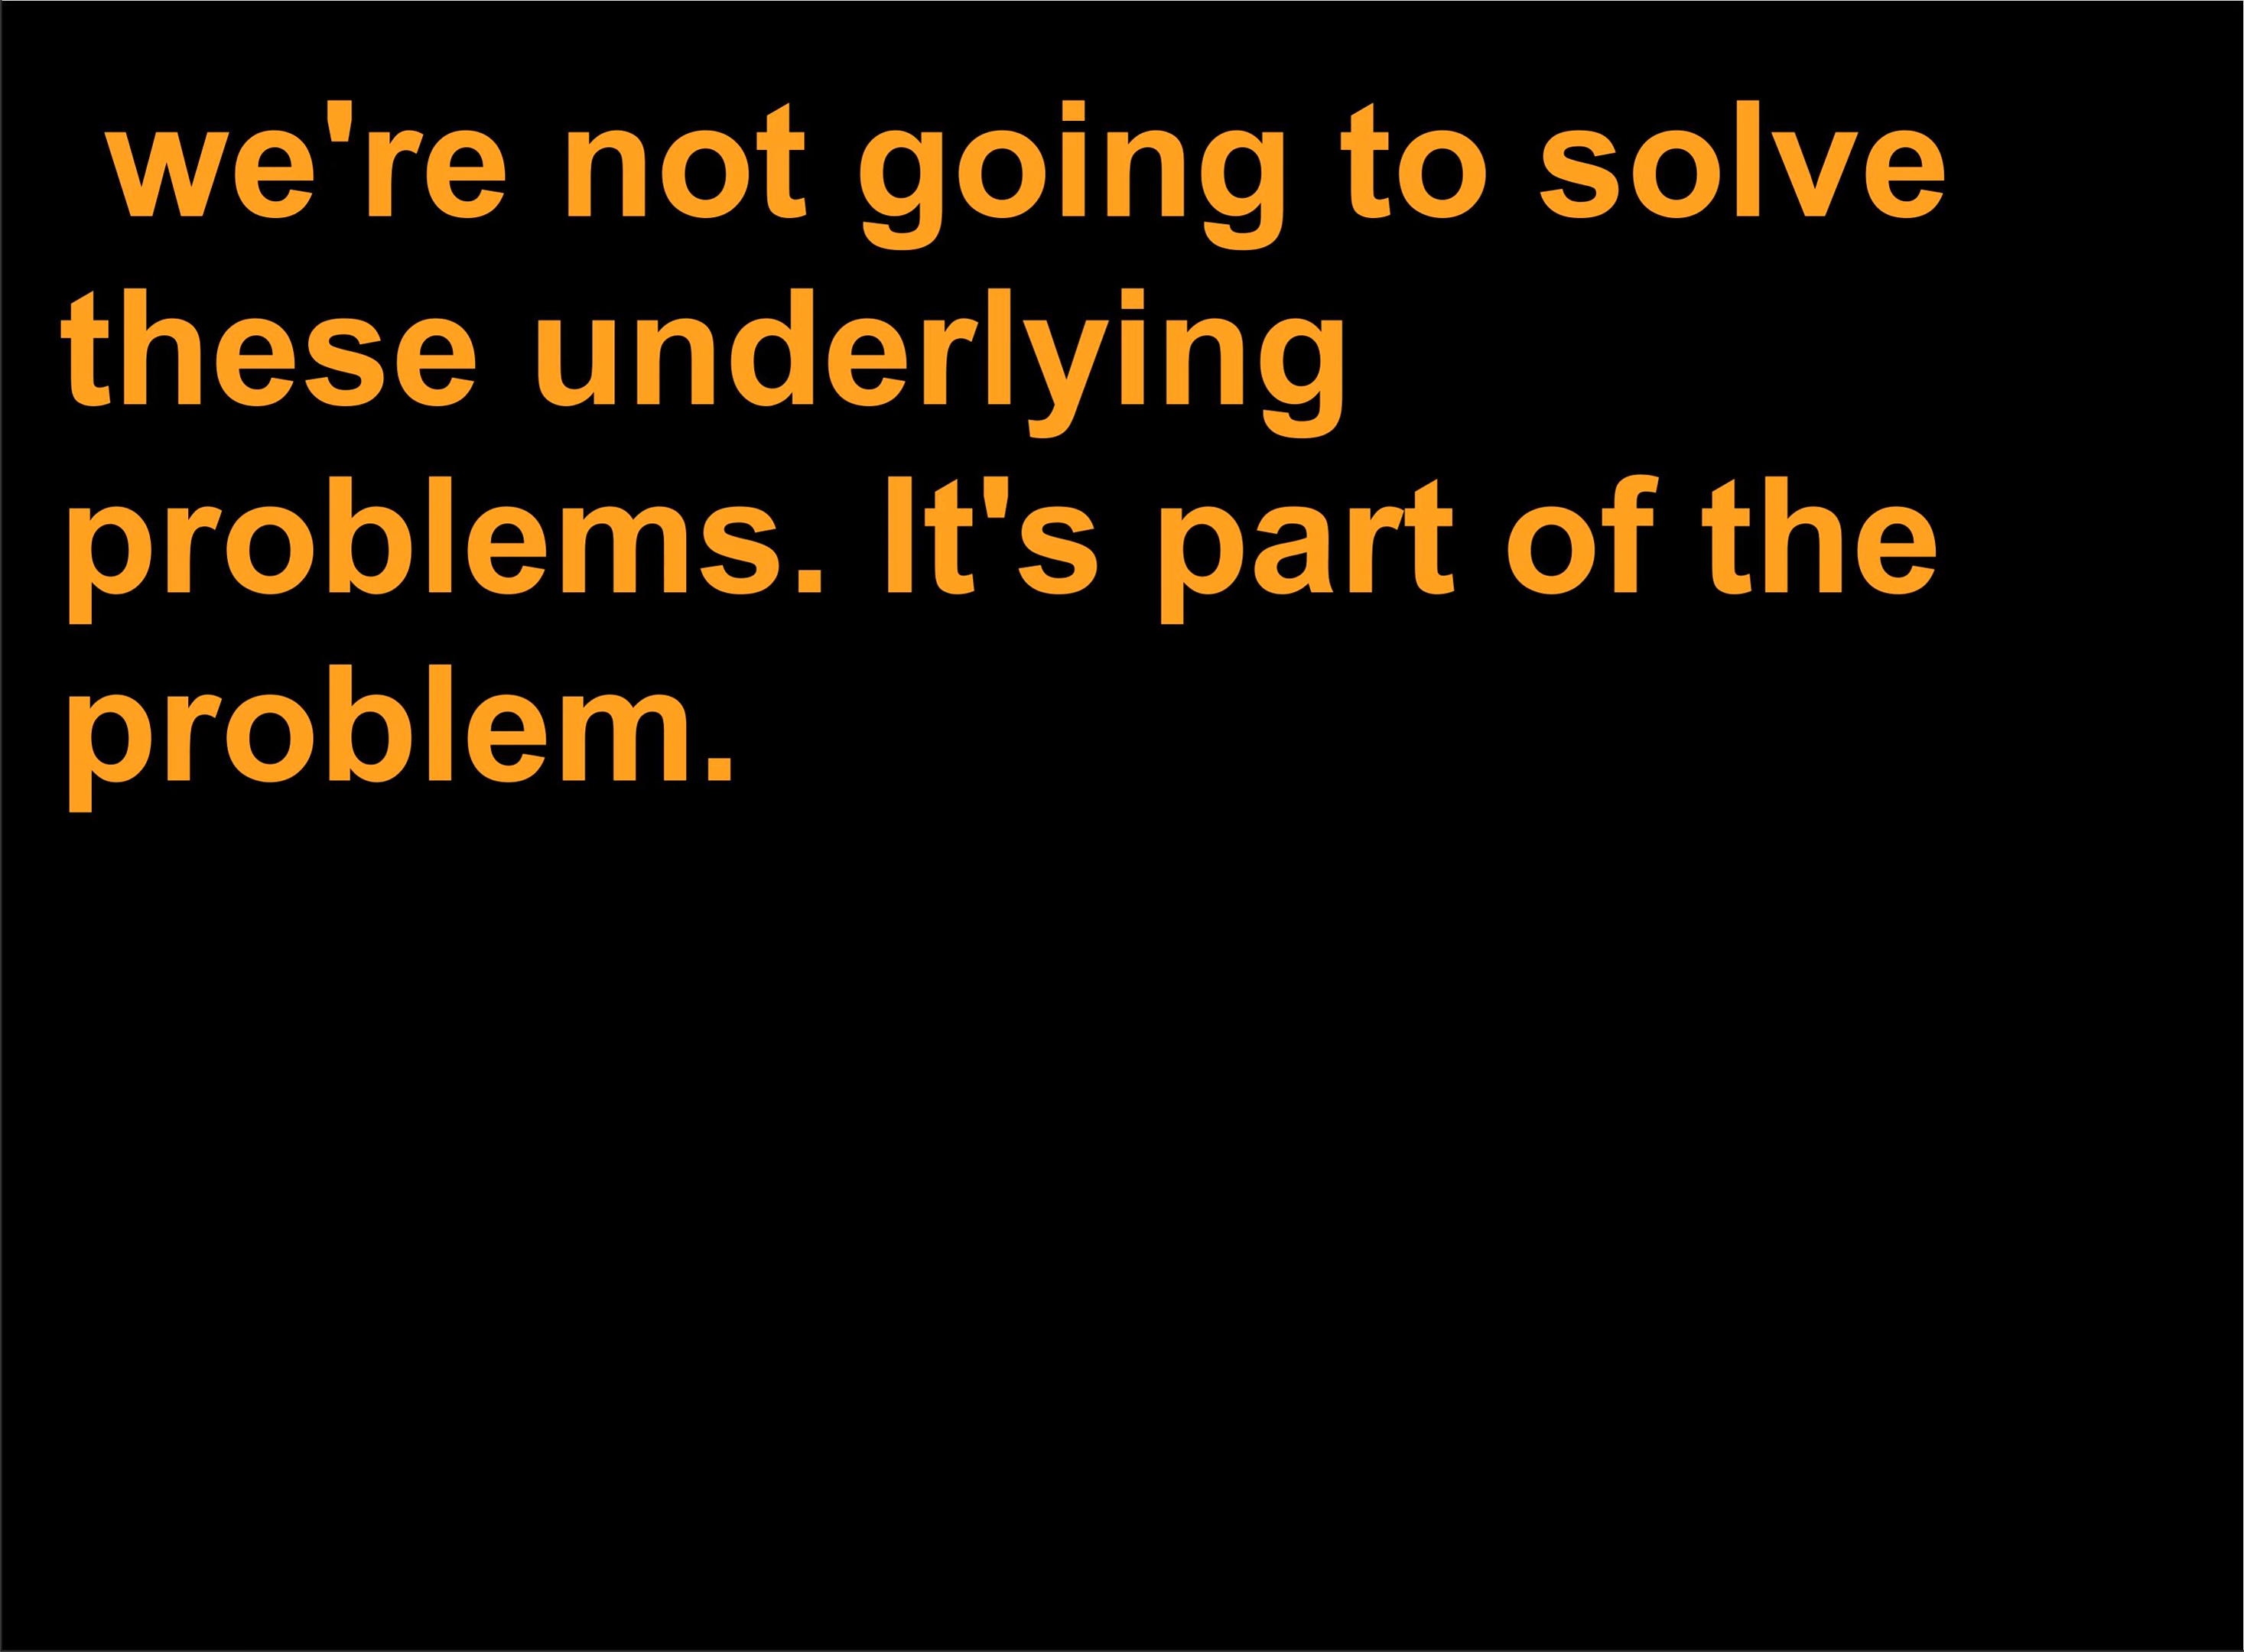 we're not going to solve
these underlying
problems. It's part of the
problem.